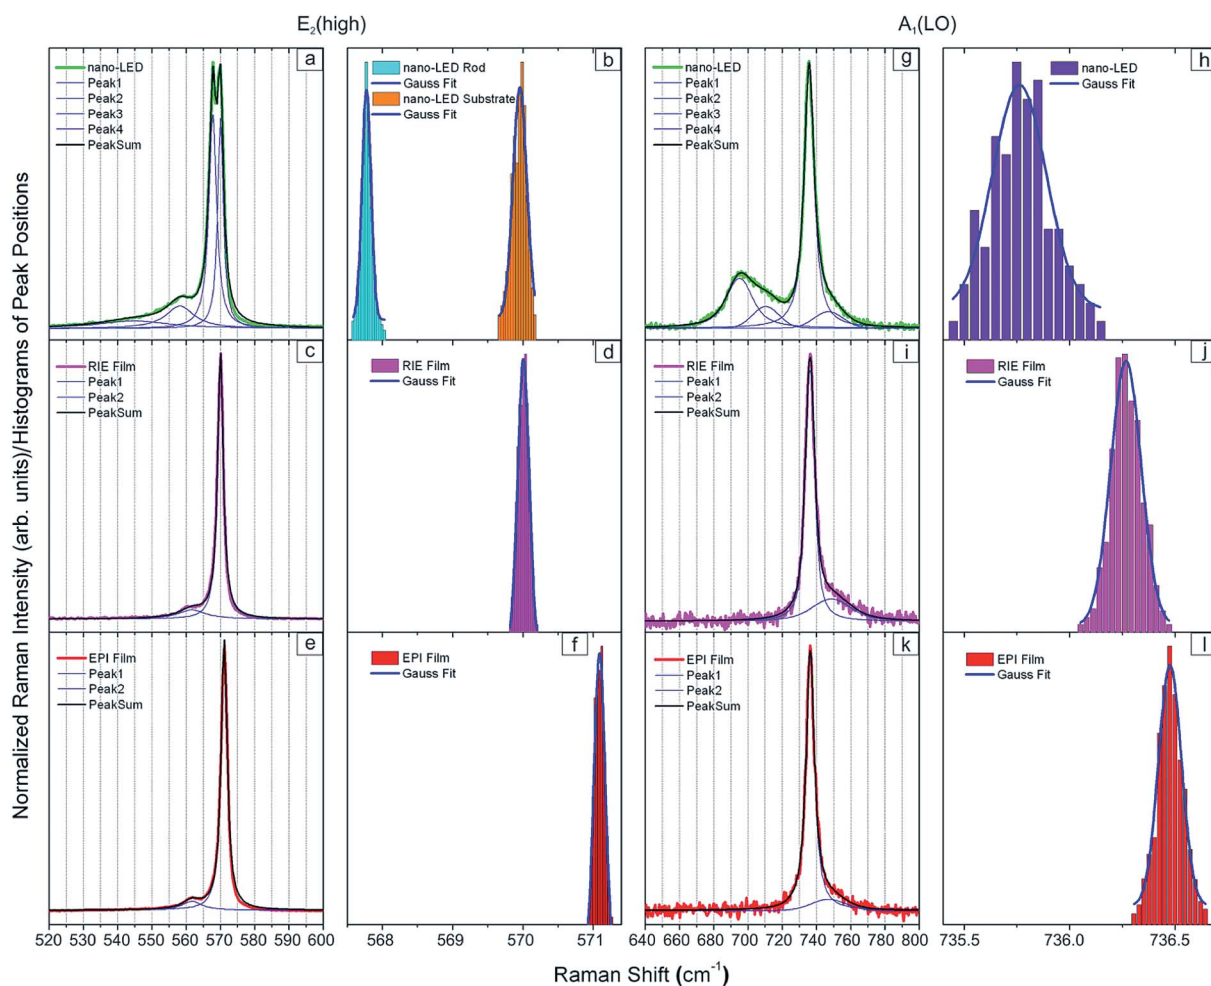 E₂(high)
A₁(LO)
a
nano-LED
Peak1
Peak2
Peak3
Peak4
PeakSum
b
nano-LED Rod
Gauss Fit
nano-LED Substrate
Gauss Fit
g
nano-LED
Peak1
Peak2
Peak3
Peak4
PeakSum
h
nano-LED
Gauss Fit
c
RIE Film
Peak1
Peak2
PeakSum
d
RIE Film
Gauss Fit
i
RIE Film
Peak1
Peak2
PeakSum
j
RIE Film
Gauss Fit
e
EPI Film
Peak1
Peak2
PeakSum
f
EPI Film
Gauss Fit
k
EPI Film
Peak1
Peak2
PeakSum
l
EPI Film
Gauss Fit
Normalized Raman Intensity (arb. units)/Histograms of Peak Positions
520 540 560 580 600
568 569 570 571
640 660 680 700 720 740 760 780 800
735.5 736.0 736.5
Raman Shift (cm⁻¹)